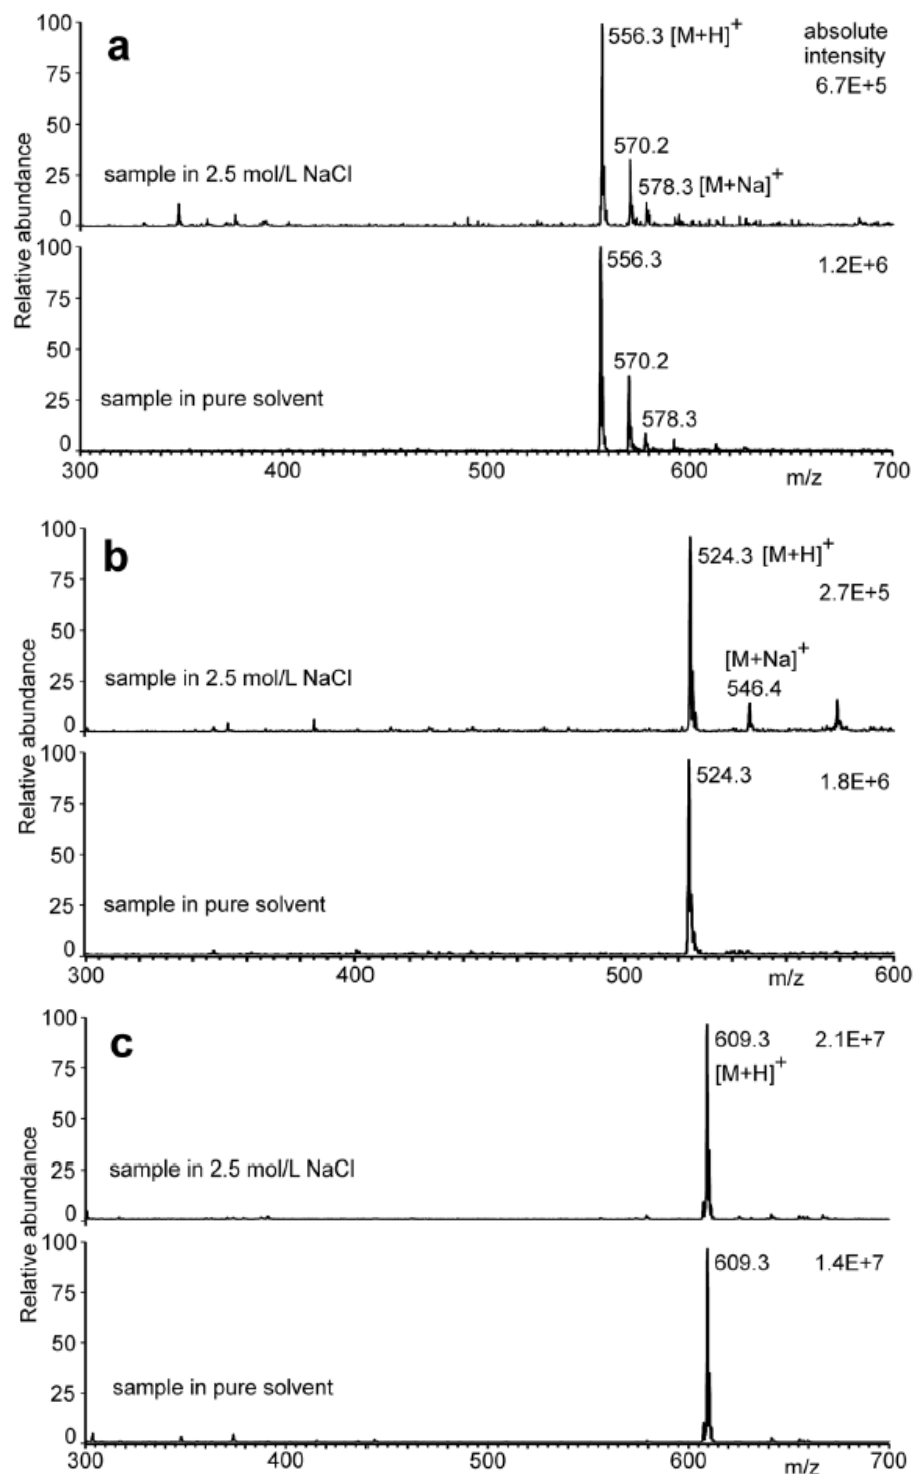 a
100
75
50
25
0
Relative abundance
556.3 [M+H]+
absolute
intensity
6.7E+5
570.2
578.3 [M+Na]+
sample in 2.5 mol/L NaCl
100
75
50
25
0
556.3
1.2E+6
570.2
578.3
sample in pure solvent
300 400 500 600 m/z 700
b
100
75
50
25
0
Relative abundance
524.3 [M+H]+
2.7E+5
[M+Na]+
546.4
sample in 2.5 mol/L NaCl
100
75
50
25
0
Relative abundance
524.3
1.8E+6
sample in pure solvent
300 400 500 m/z 600
c
100
75
50
25
0
Relative abundance
609.3 2.1E+7
[M+H]+
sample in 2.5 mol/L NaCl
100
75
50
25
0
Relative abundance
609.3 1.4E+7
sample in pure solvent
300 400 500 600 m/z 700